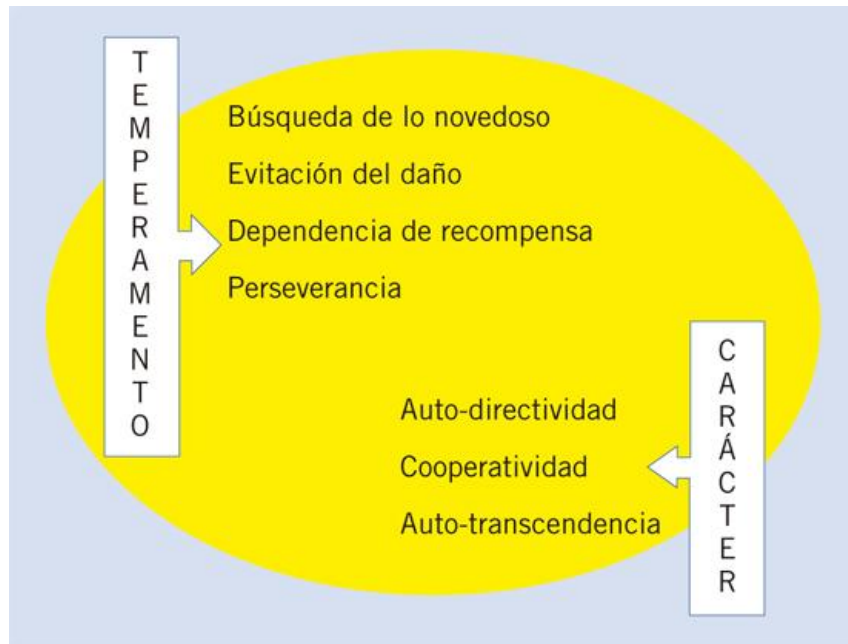 TEMPERAMENTO
Búsqueda de lo novedoso
Evitación del daño
Dependencia de recompensa
Perseverancia
CARÁCTER
Auto-directividad
Cooperatividad
Auto-transcendencia